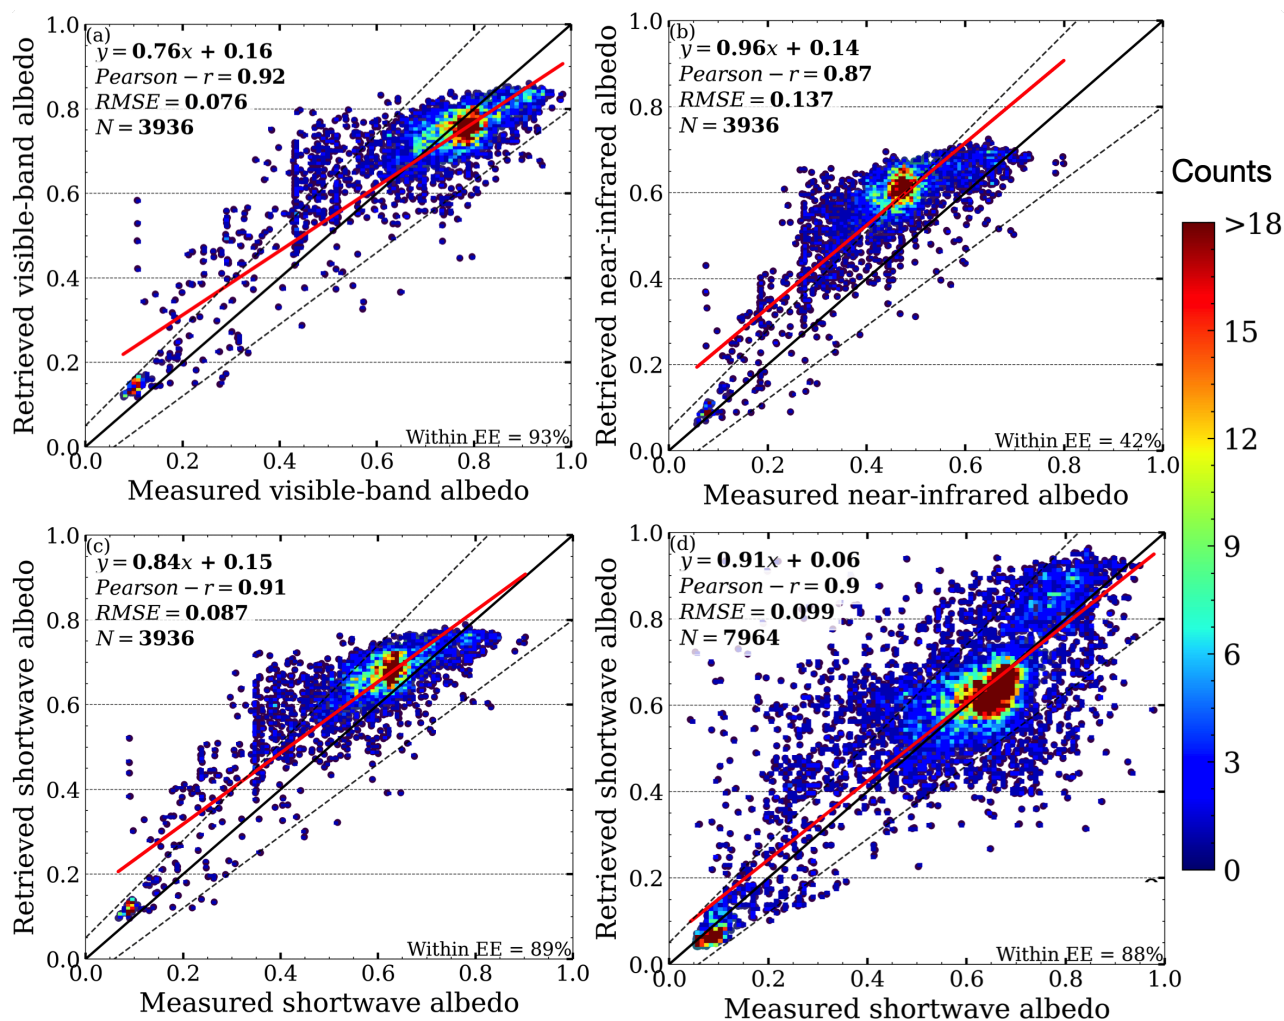 (a)
y = 0.76x + 0.16
Pearson − r = 0.92
RMSE = 0.076
N = 3936
Within EE = 93%
Retrieved visible-band albedo
1.0
0.8
0.6
0.4
0.2
0.0
0.0 0.2 0.4 0.6 0.8 1.0
Measured visible-band albedo
(b)
y = 0.96x + 0.14
Pearson − r = 0.87
RMSE = 0.137
N = 3936
Within EE = 42%
Retrieved near-infrared albedo
1.0
0.8
0.6
0.4
0.2
0.0
0.0 0.2 0.4 0.6 0.8 1.0
Measured near-infrared albedo
Counts
>18
15
12
9
6
3
0
(c)
y = 0.84x + 0.15
Pearson − r = 0.91
RMSE = 0.087
N = 3936
Within EE = 89%
Retrieved shortwave albedo
1.0
0.8
0.6
0.4
0.2
0.0
0.0 0.2 0.4 0.6 0.8 1.0
Measured shortwave albedo
(d)
y = 0.91x + 0.06
Pearson − r = 0.9
RMSE = 0.099
N = 7964
Within EE = 88%
Retrieved shortwave albedo
1.0
0.8
0.6
0.4
0.2
0.0
0.0 0.2 0.4 0.6 0.8 1.0
Measured shortwave albedo